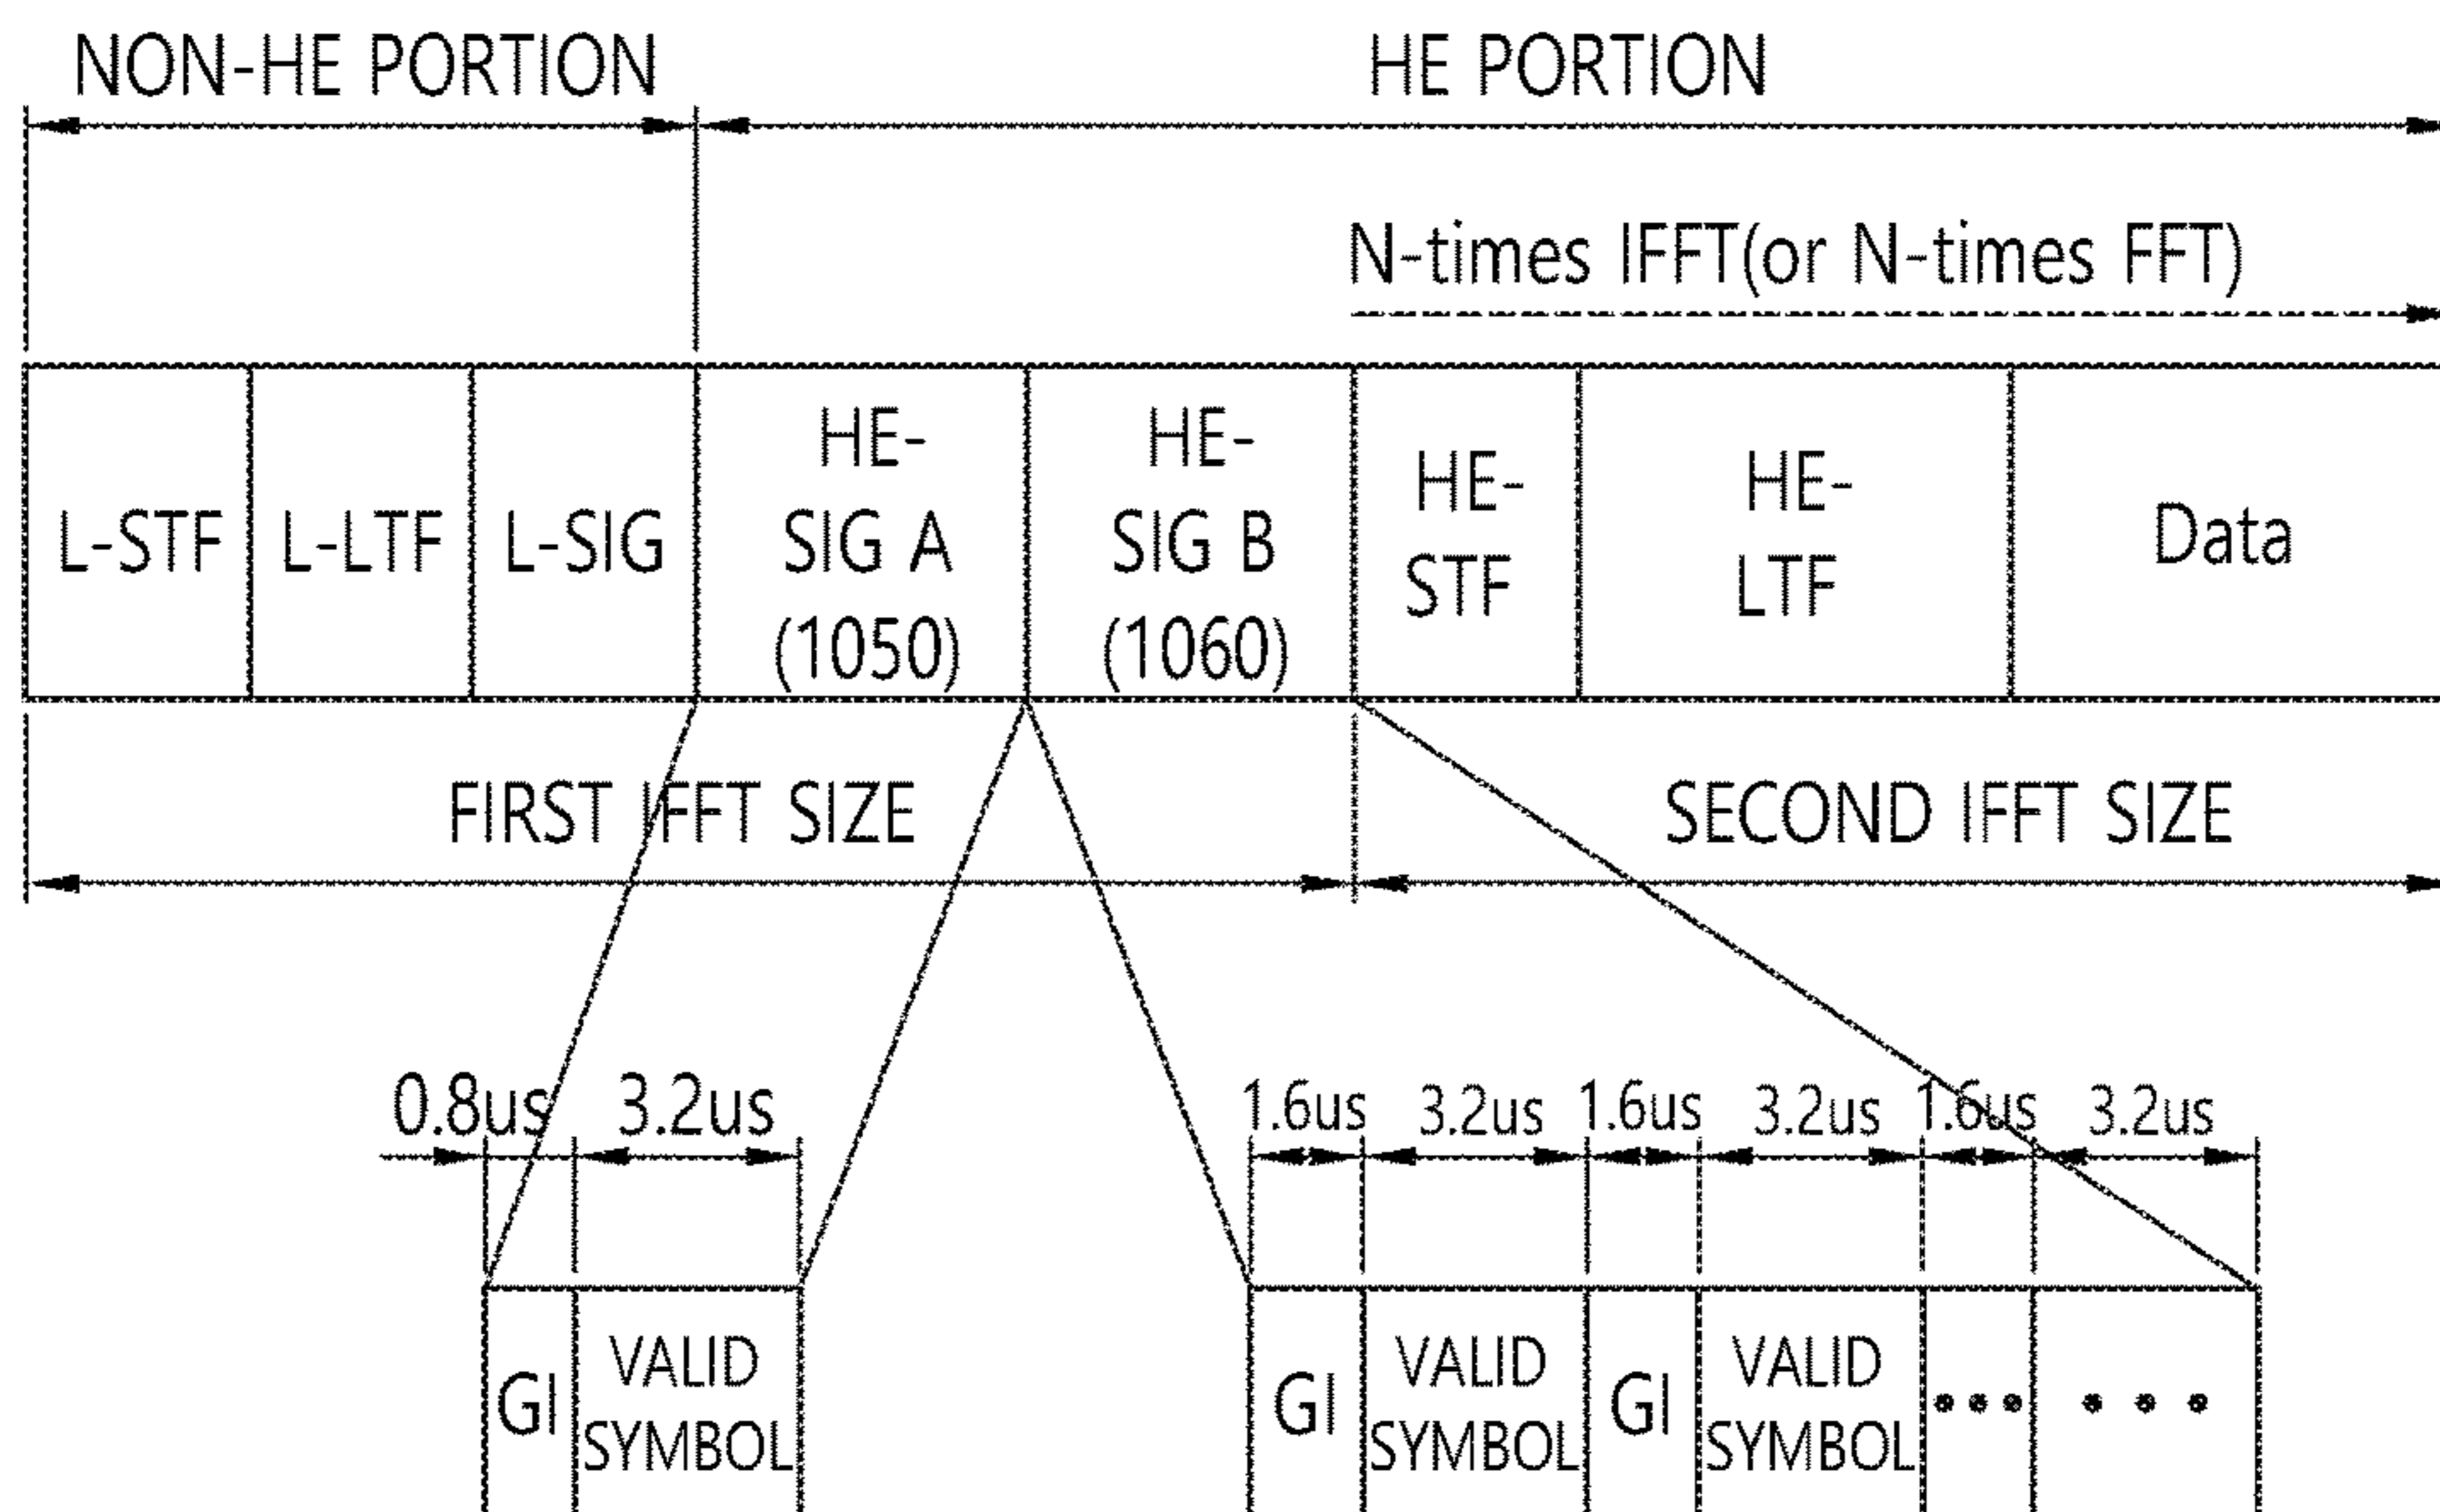 NON-HE PORTION HE PORTION
N-times IFFT(or N-times FFT)
L-STF L-LTF L-SIG HE-SIG A (1050) HE-SIG B (1060) HE-STF HE-LTF Data
FIRST IFFT SIZE SECOND IFFT SIZE
0.8us 3.2us 1.6us 3.2us 1.6us 3.2us 1.6us 3.2us
GI VALID SYMBOL GI VALID SYMBOL GI VALID SYMBOL ••• • • •